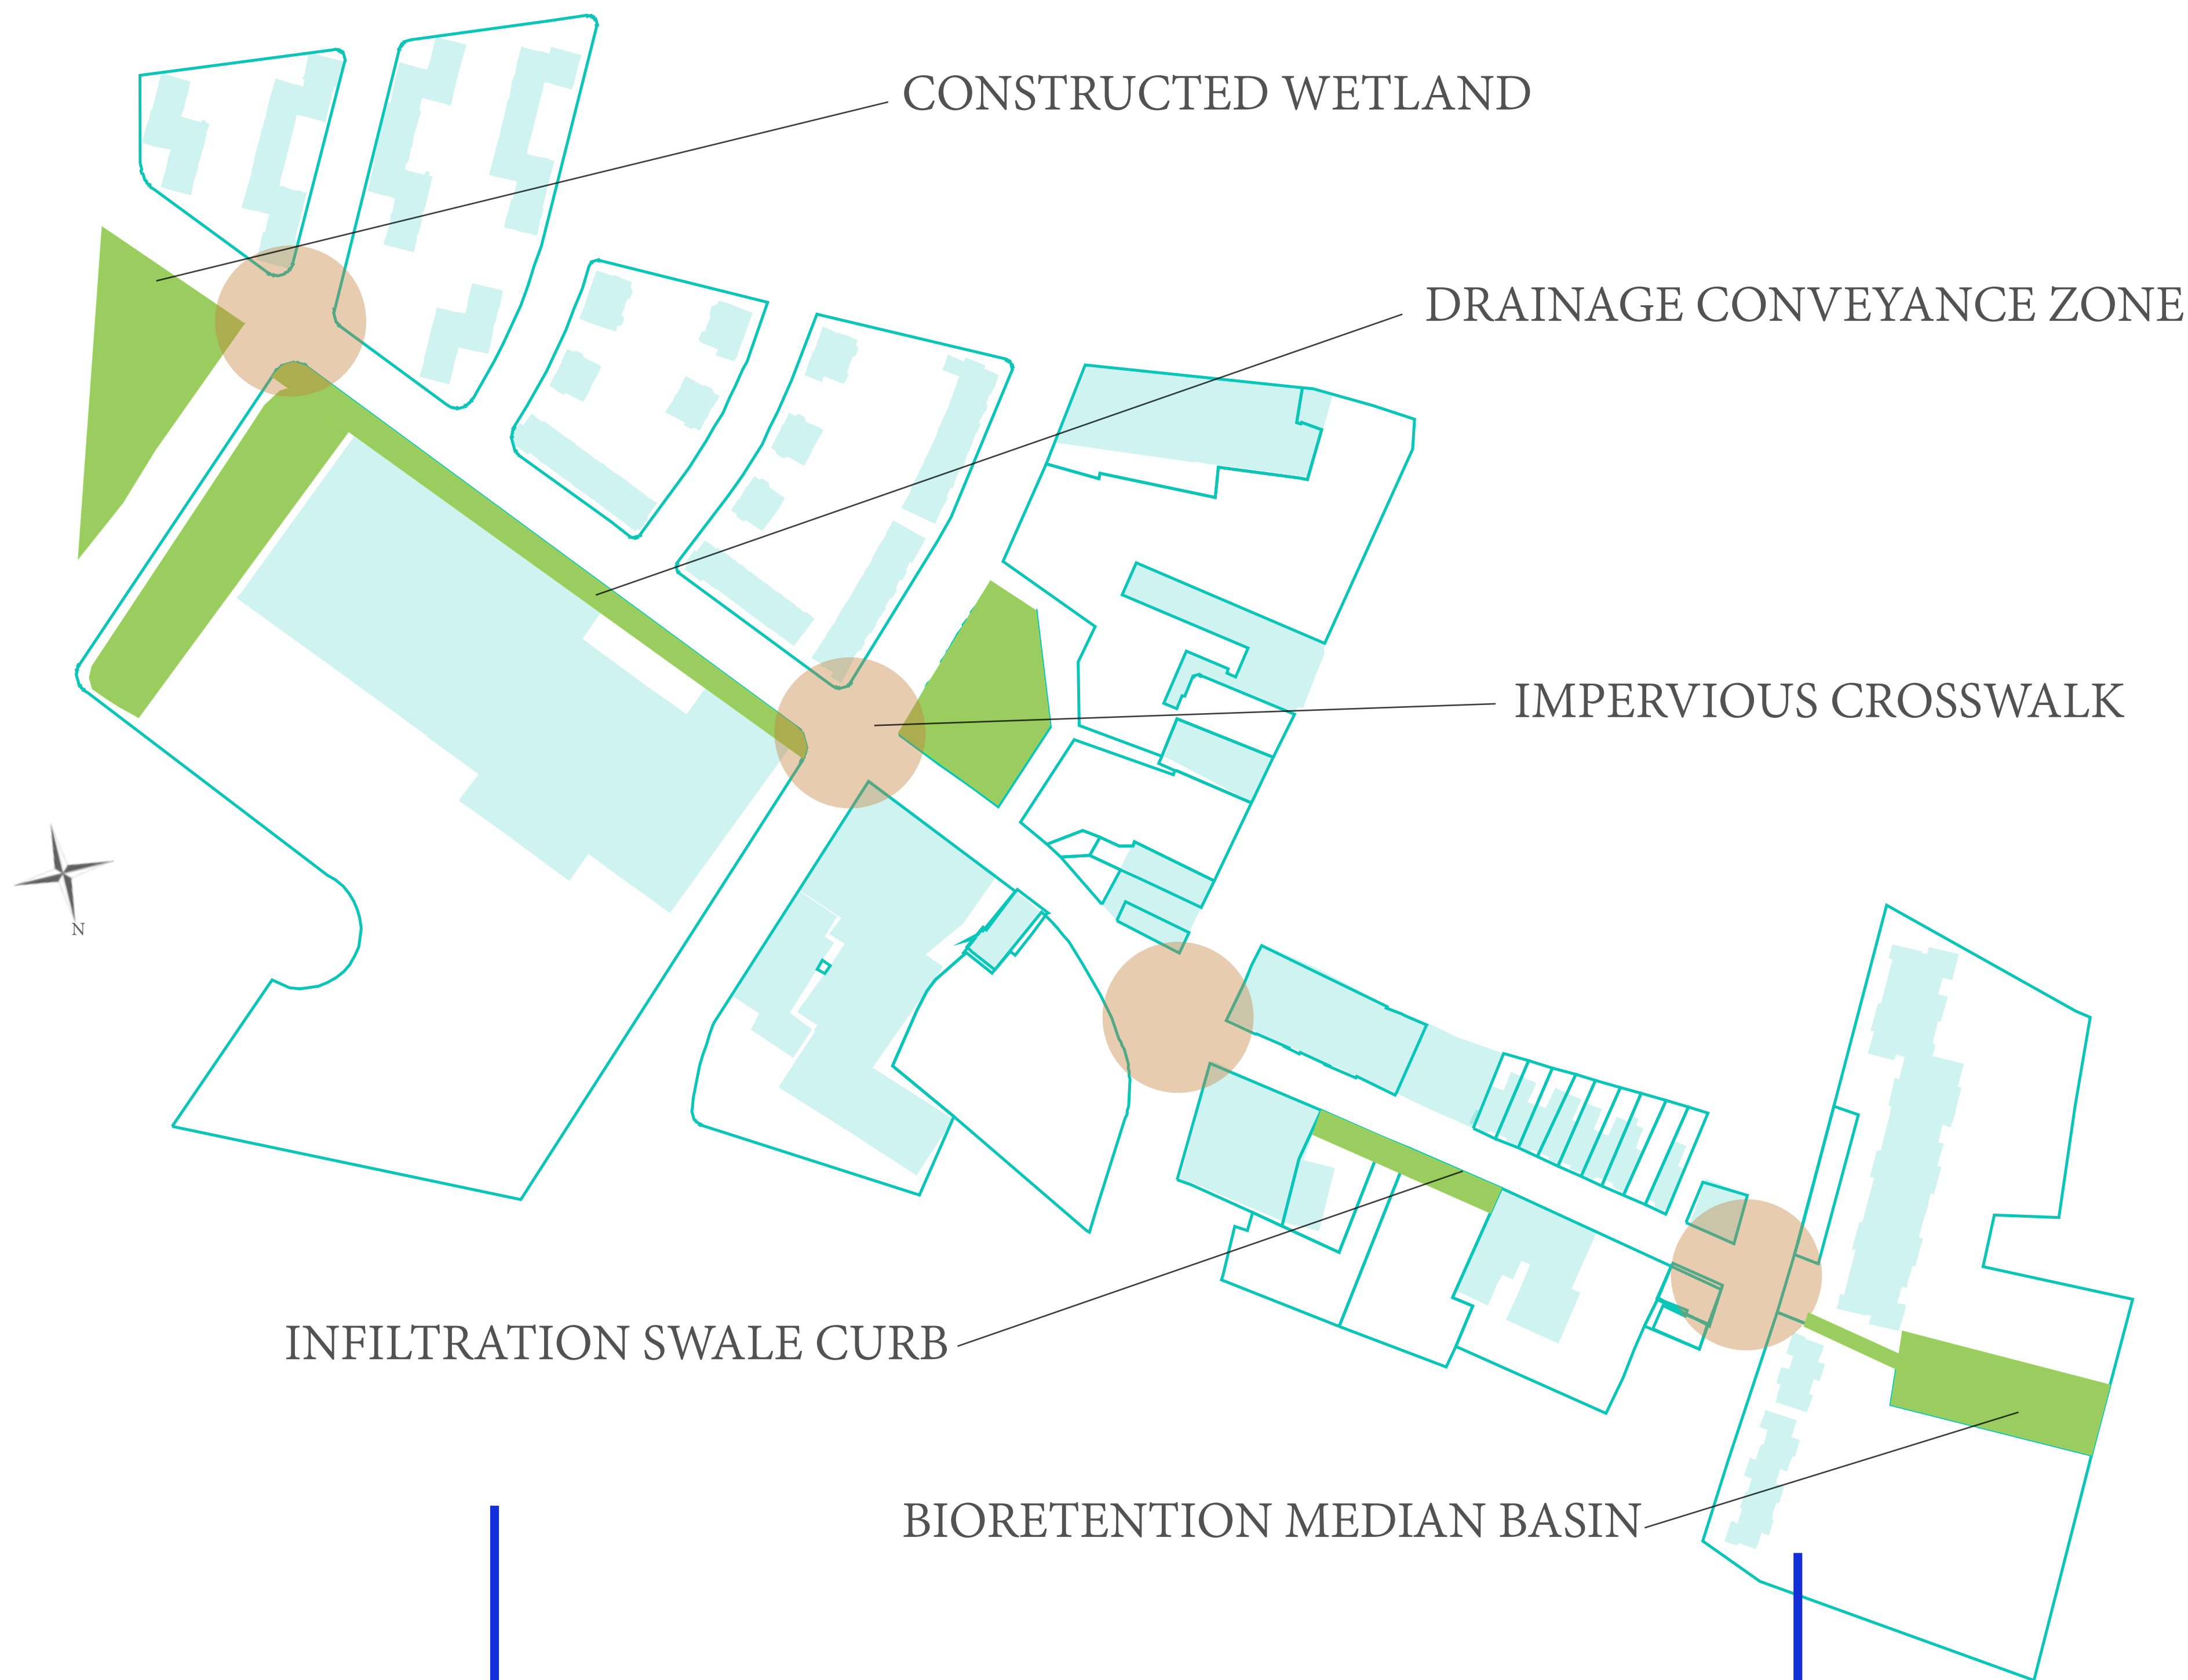 CONSTRUCTED WETLAND
DRAINAGE CONVEYANCE ZONE
IMPERVIOUS CROSSWALK
N
INFILTRATION SWALE CURB
BIORETENTION MEDIAN BASIN